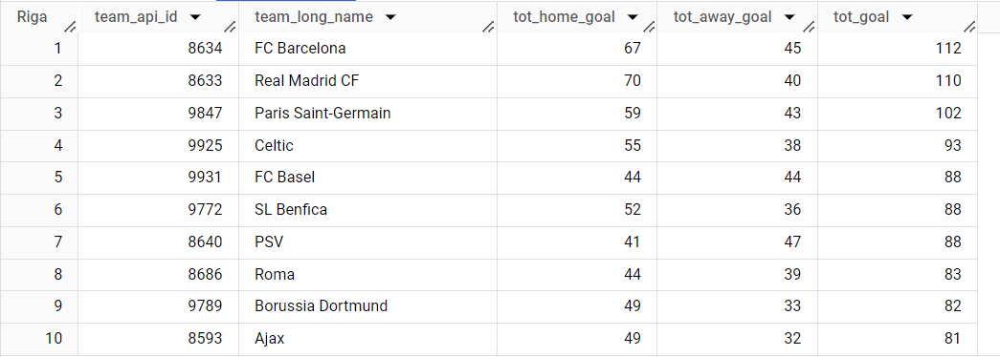 Riga team_api_id team_long_name tot_home_goal tot_away_goal tot_goal
1 8634 FC Barcelona 67 45 112
2 8633 Real Madrid CF 70 40 110
3 9847 Paris Saint-Germain 59 43 102
4 9925 Celtic 55 38 93
5 9931 FC Basel 44 44 88
6 9772 SL Benfica 52 36 88
7 8640 PSV 41 47 88
8 8686 Roma 44 39 83
9 9789 Borussia Dortmund 49 33 82
10 8593 Ajax 49 32 81